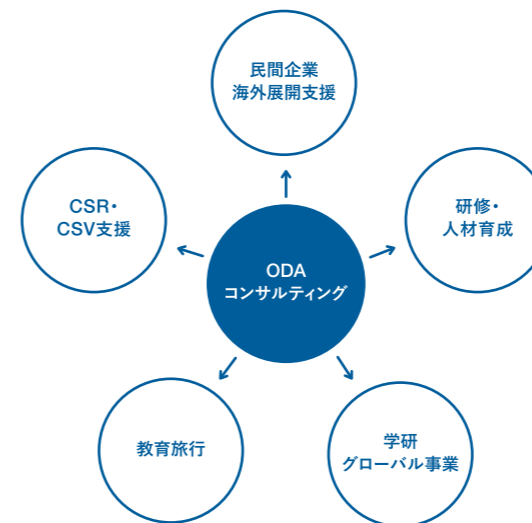 民間企業
海外展開支援
CSR・
CSV支援
研修・
人材育成
ODA
コンサルティング
教育旅行
学研
グローバル事業